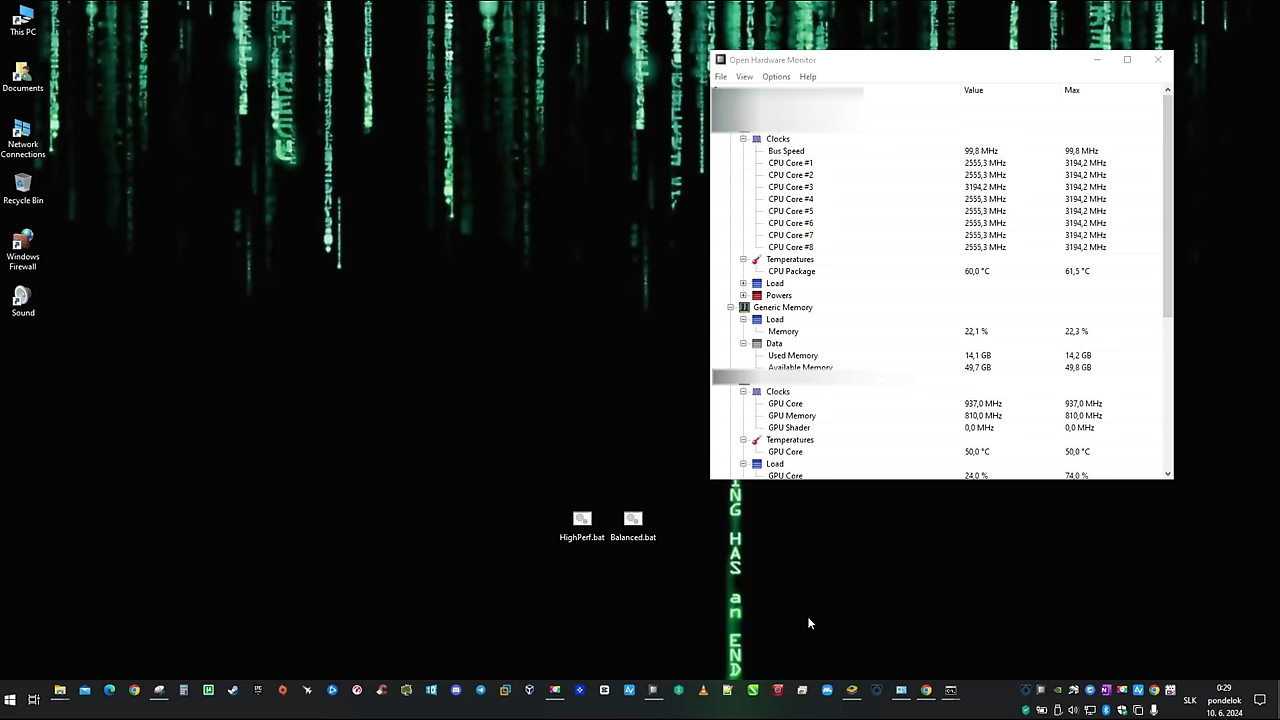 This PC
Documents
Network
Connections
Recycle Bin
Windows
Firewall
Sound
Open Hardware Monitor
File View Options Help
Value Max
Clocks
Bus Speed 99,8 MHz 99,8 MHz
CPU Core #1 2555,3 MHz 3194,2 MHz
CPU Core #2 2555,3 MHz 3194,2 MHz
CPU Core #3 3194,2 MHz 3194,2 MHz
CPU Core #4 2555,3 MHz 3194,2 MHz
CPU Core #5 2555,3 MHz 3194,2 MHz
CPU Core #6 2555,3 MHz 3194,2 MHz
CPU Core #7 2555,3 MHz 3194,2 MHz
CPU Core #8 2555,3 MHz 3194,2 MHz
Temperatures
CPU Package 60,0 °C 61,5 °C
Load
Powers
Generic Memory
Load
Memory 22,1 % 22,3 %
Data
Used Memory 14,1 GB 14,2 GB
Available Memory 49,7 GB 49,8 GB
Clocks
GPU Core 937,0 MHz 937,0 MHz
GPU Memory 810,0 MHz 810,0 MHz
GPU Shader 0,0 MHz 0,0 MHz
Temperatures
GPU Core 50,0 °C 50,0 °C
Load
GPU Core 24,0 % 74,0 %
HighPerf.bat Balanced.bat
ING HAS an END
SLK
0:29
pondelok
10. 6. 2024